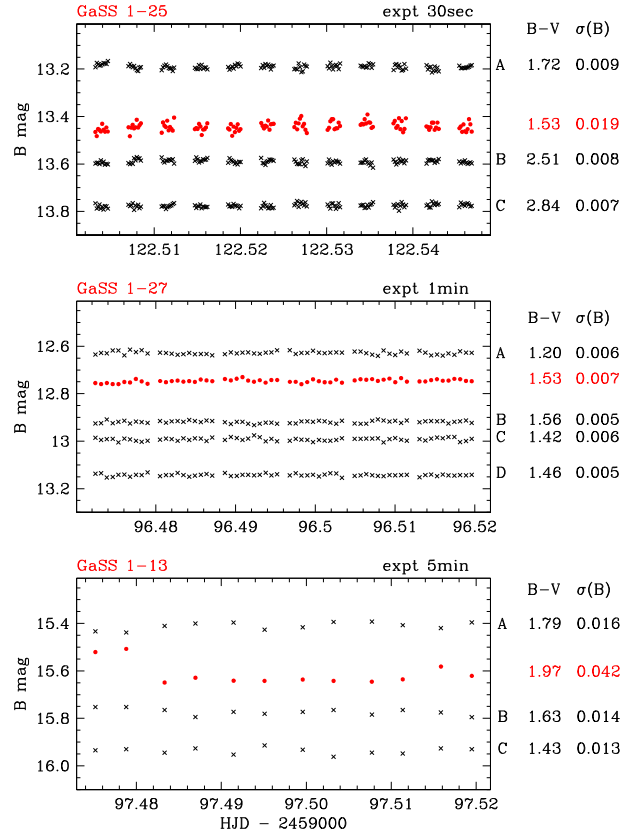 GaSS 1-25 expt 30sec
B-V σ(B)
13.2 A 1.72 0.009
13.4 1.53 0.019
B mag
13.6 B 2.51 0.008
13.8 C 2.84 0.007
122.51 122.52 122.53 122.54
GaSS 1-27 expt 1min
B-V σ(B)
12.6 A 1.20 0.006
12.8 1.53 0.007
B mag
B 1.56 0.005
13 C 1.42 0.006
13.2 D 1.46 0.005
96.48 96.49 96.5 96.51 96.52
GaSS 1-13 expt 5min
B-V σ(B)
15.4 A 1.79 0.016
15.6 1.97 0.042
B mag
15.8 B 1.63 0.014
C 1.43 0.013
16.0
97.48 97.49 97.50 97.51 97.52
HJD - 2459000